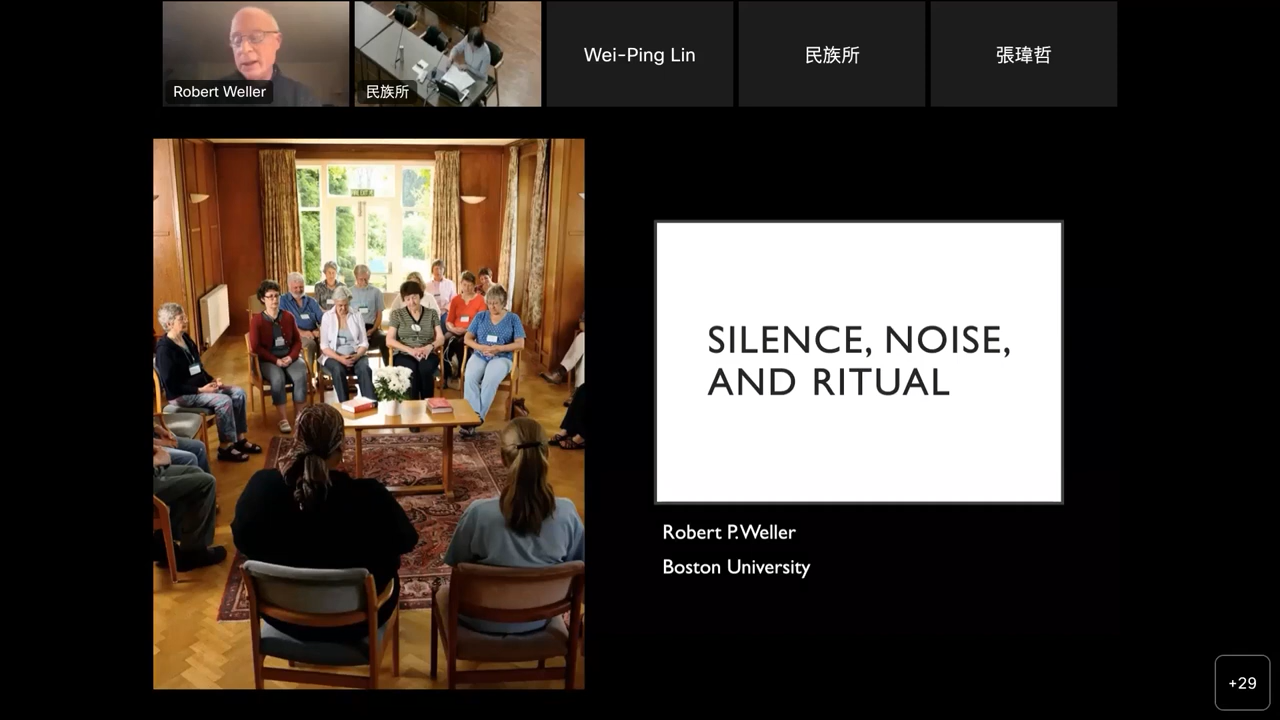 Robert Weller
民族所
Wei-Ping Lin
民族所
張瑋哲
SILENCE, NOISE,
AND RITUAL
Robert P. Weller
Boston University
+29